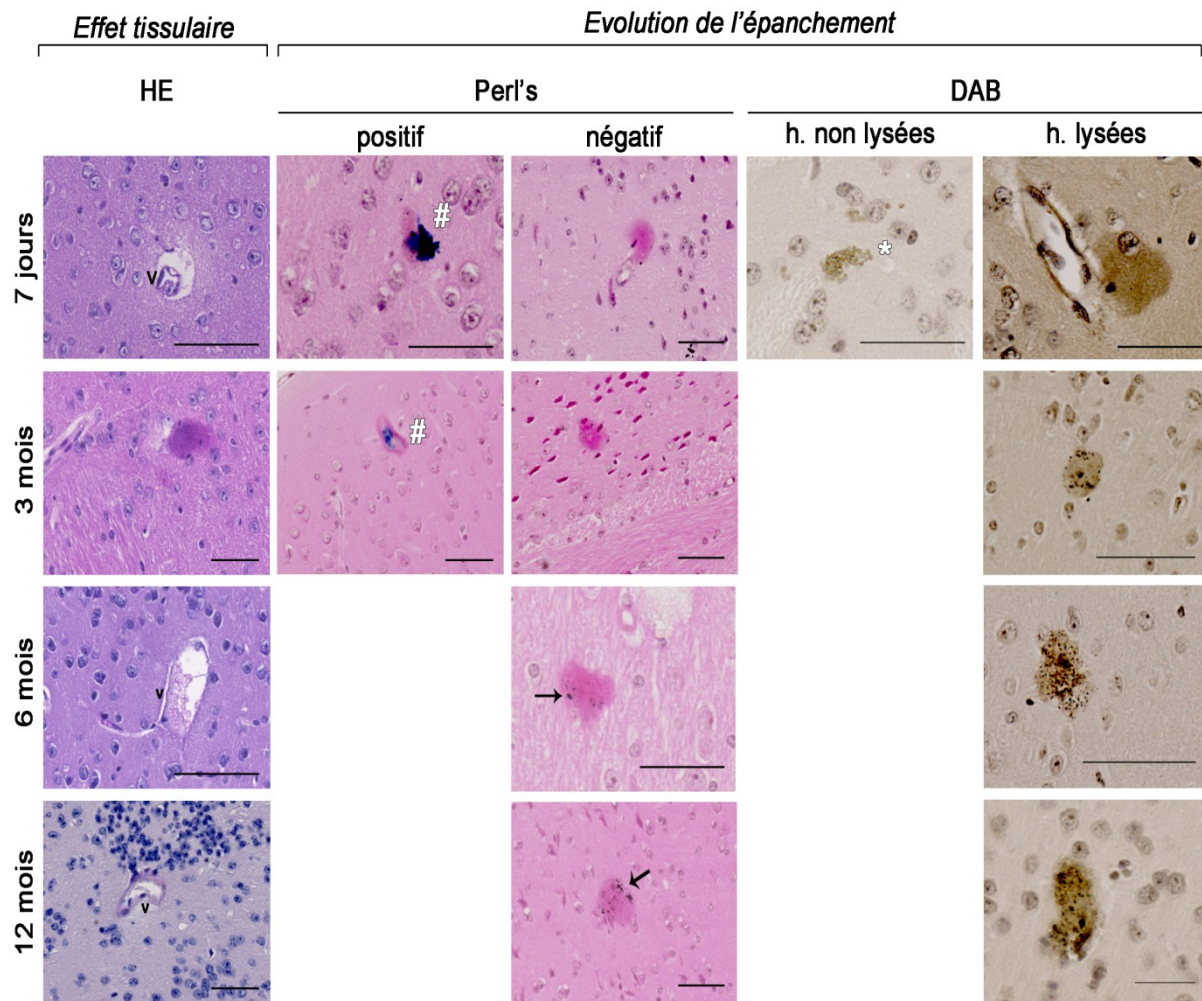 Effet tissulaire
Evolution de l'épanchement
HE
Perl's
DAB
positif
négatif
h. non lysées
h. lysées
7 jours
v
#
*
3 mois
#
6 mois
v
12 mois
v